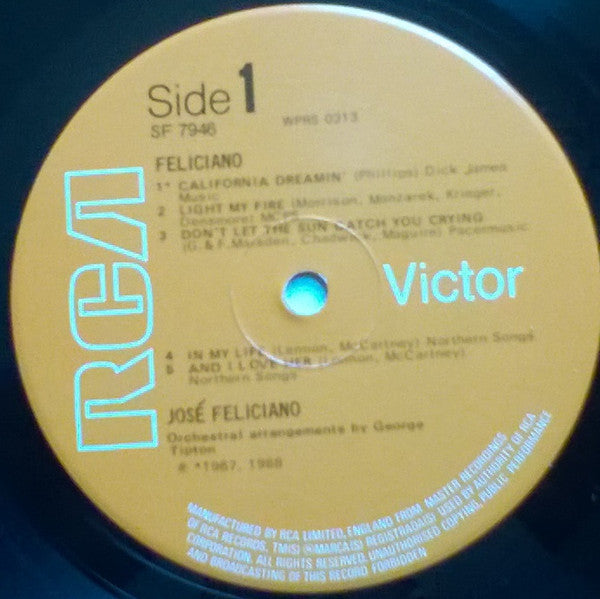 Side 1
SF 7946
WPRS 0213
FELICIANO
1* CALIFORNIA DREAMIN' (Phillips) Dick James
Music
2 LIGHT MY FIRE (Morrison, Manzarek, Krieger,
Densmore)
3 DON'T LET THE SUN CATCH YOU CRYING
(G. & F. Marsden, Chadwick, Maguire) Pacermusic
RCA
Victor
4 IN MY LIFE (Lennon, McCartney) Northern Songs
5 AND I LOVE HER (Lennon, McCartney)
Northern Songs
JOSÉ FELICIANO
Orchestral arrangements by George
Tipton
℗ *1967, 1968
MANUFACTURED BY RCA LIMITED, ENGLAND FROM MASTER RECORDINGS
OF RCA RECORDS. TM(S) ® MARCA(S) REGISTRADA(S) USED BY AUTHORITY OF RCA
CORPORATION. ALL RIGHTS RESERVED. UNAUTHORISED COPYING, PUBLIC PERFORMANCE
AND BROADCASTING OF THIS RECORD FORBIDDEN